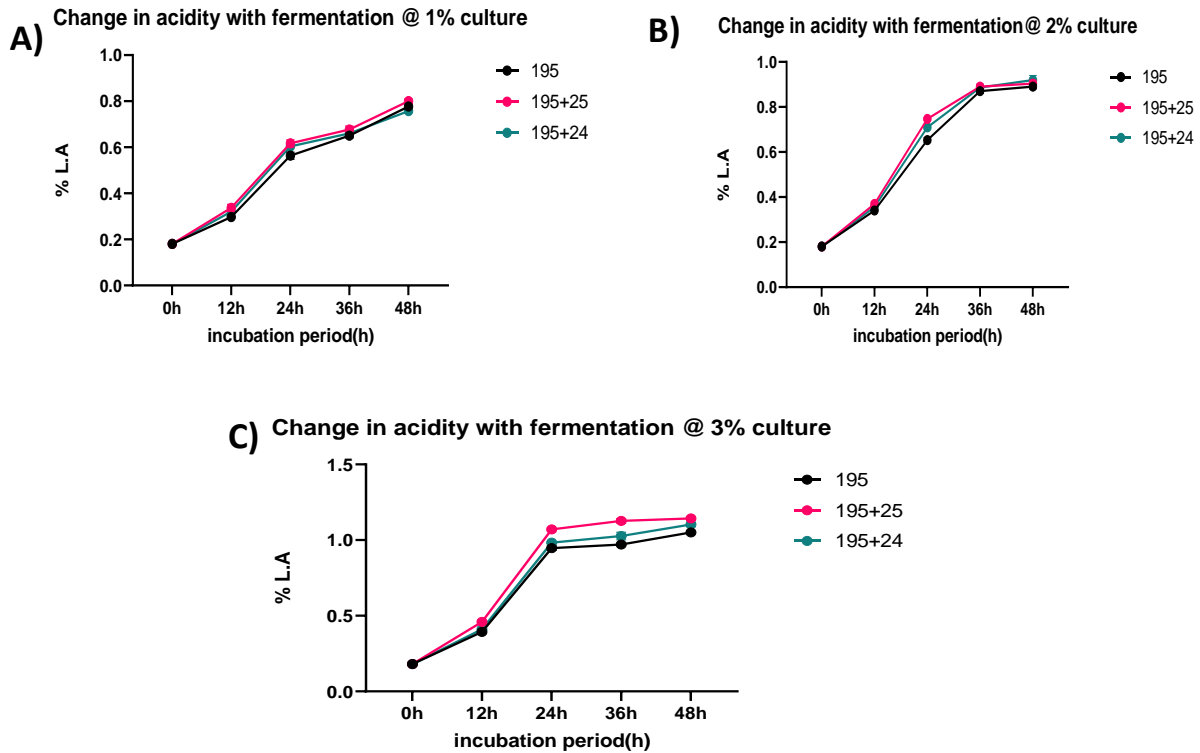 A) Change in acidity with fermentation @ 1% culture
1.0
0.8
0.6
0.4
0.2
0.0
% L.A
0h 12h 24h 36h 48h
incubation period(h)
195
195+25
195+24
B) Change in acidity with fermentation@ 2% culture
1.0
0.8
0.6
0.4
0.2
0.0
% L.A
0h 12h 24h 36h 48h
incubation period(h)
195
195+25
195+24
C) Change in acidity with fermentation @ 3% culture
1.5
1.0
0.5
0.0
% L.A
0h 12h 24h 36h 48h
incubation period(h)
195
195+25
195+24